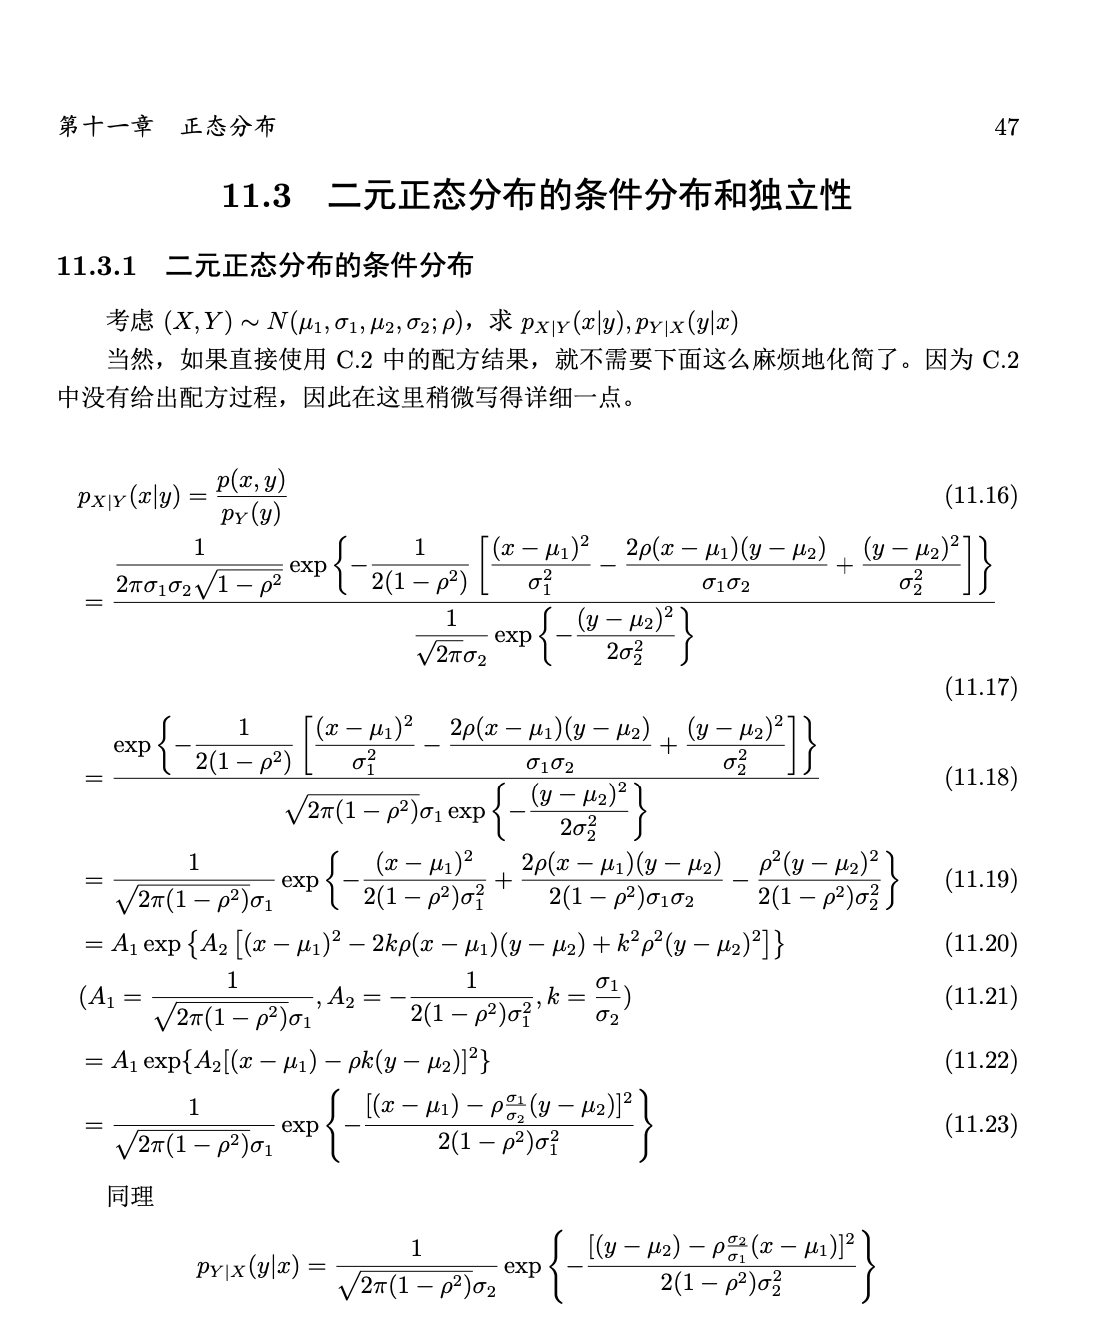 第十一章 正态分布 47
11.3 二元正态分布的条件分布和独立性
11.3.1 二元正态分布的条件分布
考虑 $(X, Y) \sim N(\mu_1, \sigma_1, \mu_2, \sigma_2; \rho)$，求 $p_{X|Y}(x|y), p_{Y|X}(y|x)$
当然，如果直接使用 C.2 中的配方结果，就不需要下面这么麻烦地化简了。因为 C.2
中没有给出配方过程，因此在这里稍微写得详细一点。
$p_{X|Y}(x|y) = \frac{p(x, y)}{p_Y(y)}$ (11.16)
$= \frac{\frac{1}{2\pi\sigma_1\sigma_2\sqrt{1-\rho^2}} \exp\left\{-\frac{1}{2(1-\rho^2)}\left[\frac{(x-\mu_1)^2}{\sigma_1^2} - \frac{2\rho(x-\mu_1)(y-\mu_2)}{\sigma_1\sigma_2} + \frac{(y-\mu_2)^2}{\sigma_2^2}\right]\right\}}{\frac{1}{\sqrt{2\pi}\sigma_2} \exp\left\{-\frac{(y-\mu_2)^2}{2\sigma_2^2}\right\}}$
(11.17)
$= \frac{\exp\left\{-\frac{1}{2(1-\rho^2)}\left[\frac{(x-\mu_1)^2}{\sigma_1^2} - \frac{2\rho(x-\mu_1)(y-\mu_2)}{\sigma_1\sigma_2} + \frac{(y-\mu_2)^2}{\sigma_2^2}\right]\right\}}{\sqrt{2\pi(1-\rho^2)}\sigma_1 \exp\left\{-\frac{(y-\mu_2)^2}{2\sigma_2^2}\right\}}$ (11.18)
$= \frac{1}{\sqrt{2\pi(1-\rho^2)}\sigma_1} \exp\left\{-\frac{(x-\mu_1)^2}{2(1-\rho^2)\sigma_1^2} + \frac{2\rho(x-\mu_1)(y-\mu_2)}{2(1-\rho^2)\sigma_1\sigma_2} - \frac{\rho^2(y-\mu_2)^2}{2(1-\rho^2)\sigma_2^2}\right\}$ (11.19)
$= A_1 \exp\left\{A_2\left[(x-\mu_1)^2 - 2k\rho(x-\mu_1)(y-\mu_2) + k^2\rho^2(y-\mu_2)^2\right]\right\}$ (11.20)
$(A_1 = \frac{1}{\sqrt{2\pi(1-\rho^2)}\sigma_1}, A_2 = -\frac{1}{2(1-\rho^2)\sigma_1^2}, k = \frac{\sigma_1}{\sigma_2})$ (11.21)
$= A_1 \exp\{A_2[(x-\mu_1) - \rho k(y-\mu_2)]^2\}$ (11.22)
$= \frac{1}{\sqrt{2\pi(1-\rho^2)}\sigma_1} \exp\left\{-\frac{[(x-\mu_1) - \rho\frac{\sigma_1}{\sigma_2}(y-\mu_2)]^2}{2(1-\rho^2)\sigma_1^2}\right\}$ (11.23)
同理
$p_{Y|X}(y|x) = \frac{1}{\sqrt{2\pi(1-\rho^2)}\sigma_2} \exp\left\{-\frac{[(y-\mu_2) - \rho\frac{\sigma_2}{\sigma_1}(x-\mu_1)]^2}{2(1-\rho^2)\sigma_2^2}\right\}$